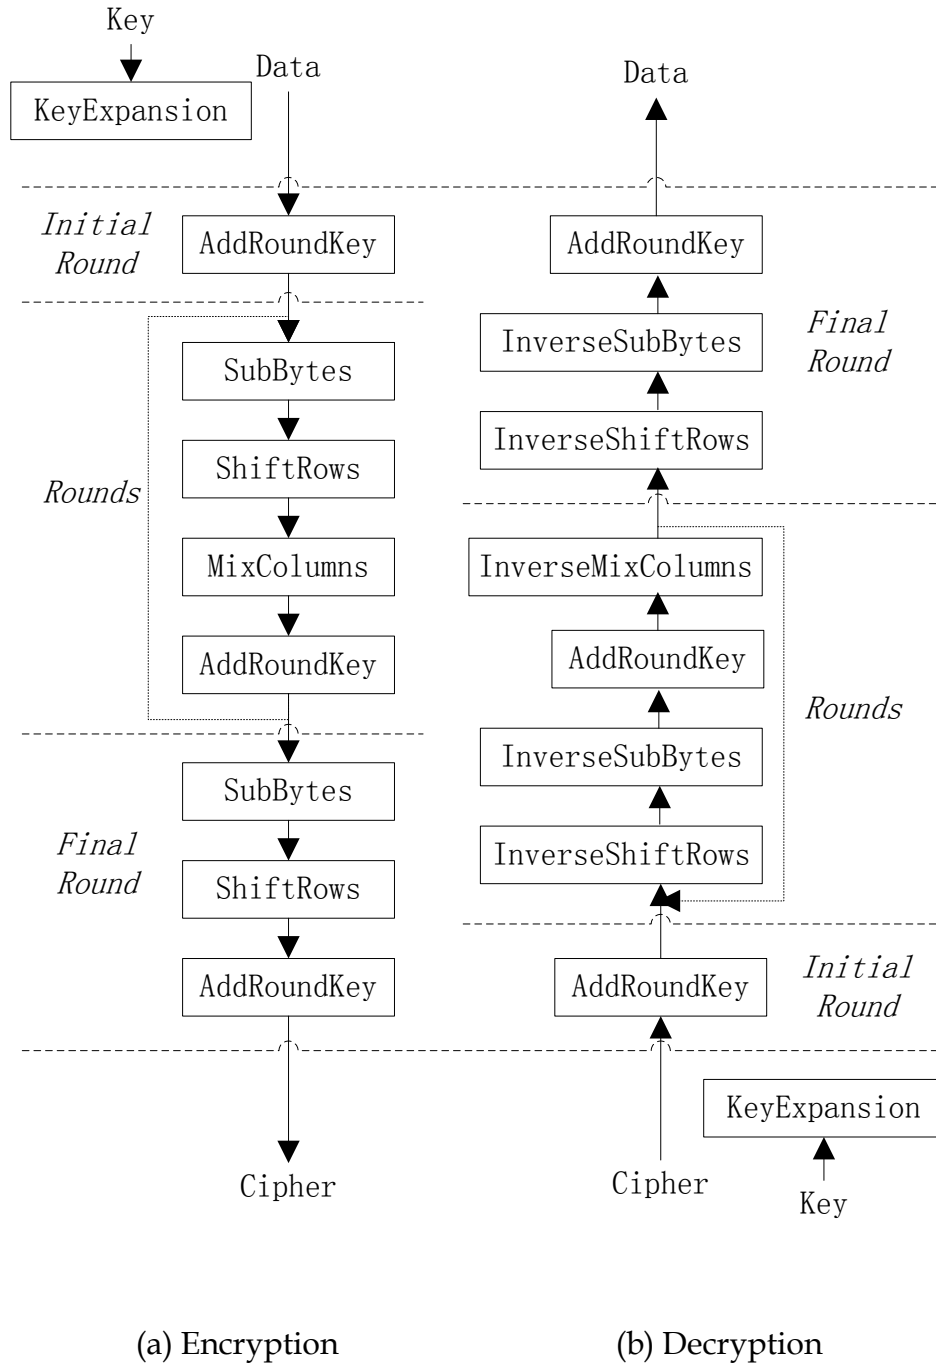 Key
KeyExpansion
Data
Initial
Round
AddRoundKey
Rounds
SubBytes
ShiftRows
MixColumns
AddRoundKey
Final
Round
SubBytes
ShiftRows
AddRoundKey
Cipher
(a) Encryption
Data
AddRoundKey
InverseSubBytes
InverseShiftRows
Final
Round
InverseMixColumns
AddRoundKey
InverseSubBytes
InverseShiftRows
Rounds
AddRoundKey
Initial
Round
KeyExpansion
Key
Cipher
(b) Decryption